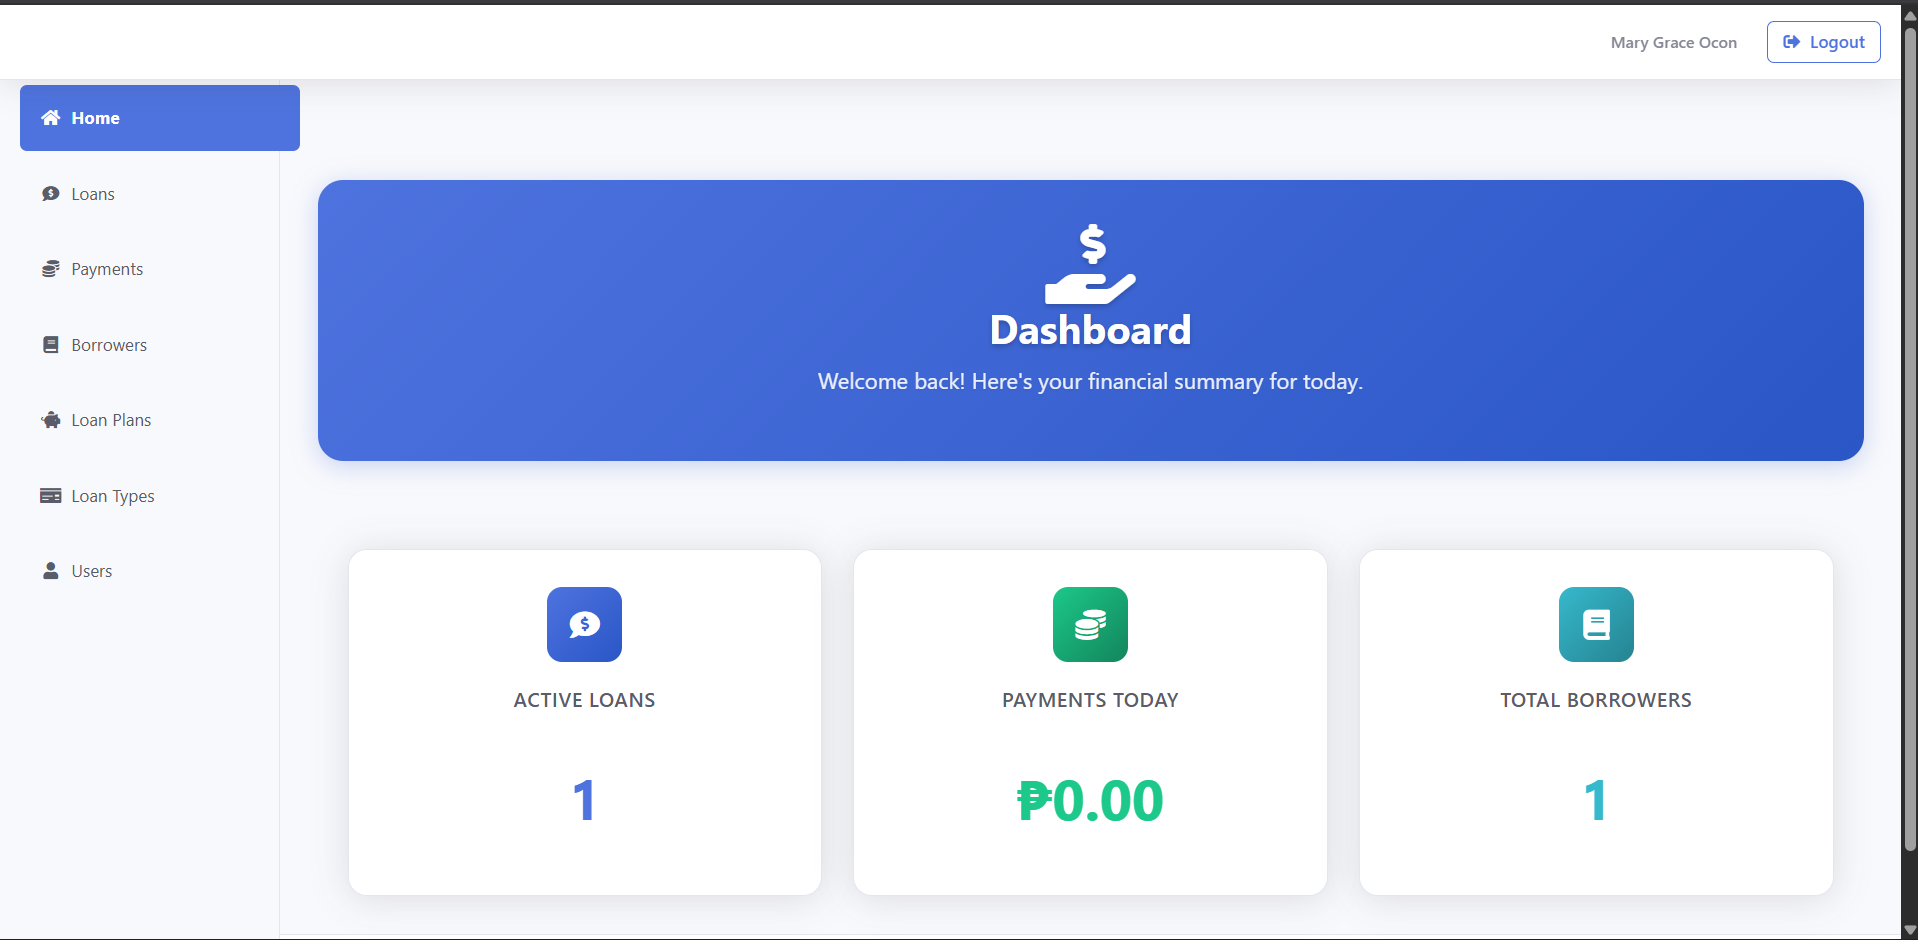 Mary Grace Ocon
Logout
Home
Loans
Payments
Borrowers
Loan Plans
Loan Types
Users
Dashboard
Welcome back! Here's your financial summary for today.
ACTIVE LOANS
1
PAYMENTS TODAY
₱0.00
TOTAL BORROWERS
1